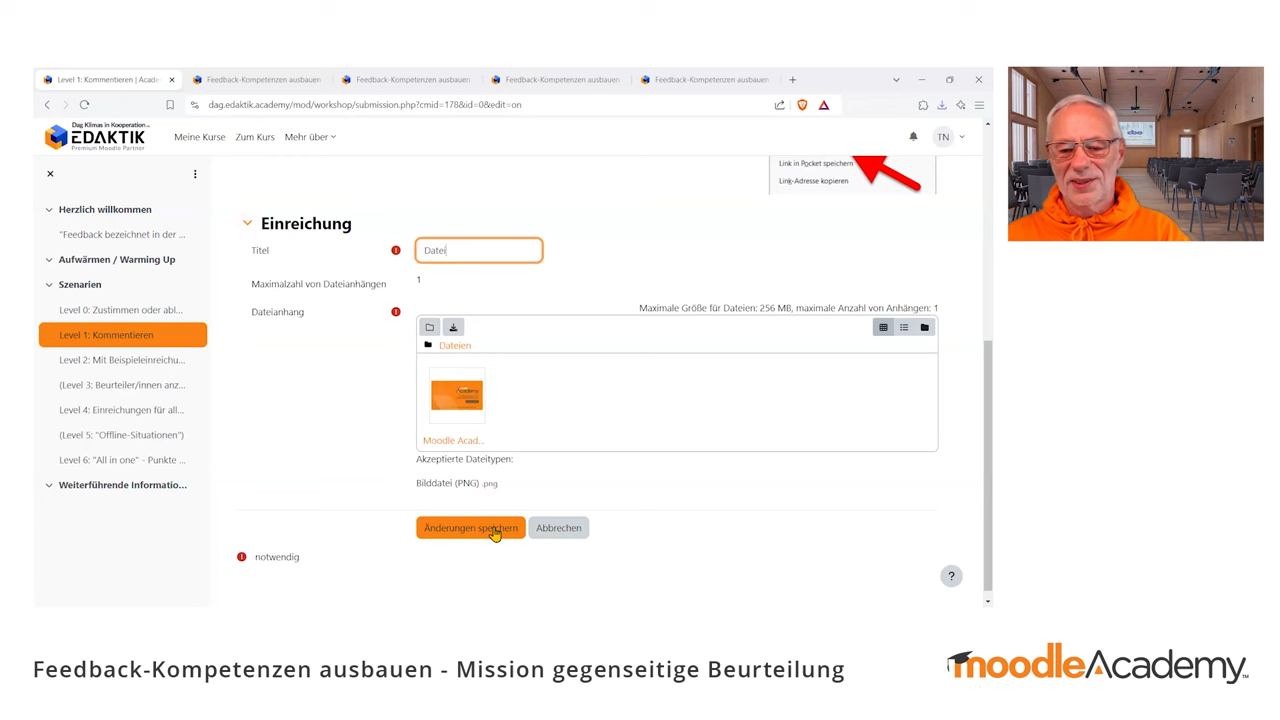 Level 1: Kommentieren | Acade
Feedback-Kompetenzen ausbauen
Feedback-Kompetenzen ausbauen
Feedback-Kompetenzen ausbauen
Feedback-Kompetenzen ausbauen
dag.edaktik.academy/mod/workshop/submission.php?cmid=178&id=0&edit=on
Dag Klimas in Kooperation
EDAKTIK
Premium Moodle Partner
Meine Kurse
Zum Kurs
Mehr über
TN
Link in Pocket speichern
Link-Adresse kopieren
Herzlich willkommen
"Feedback bezeichnet in der ...
Aufwärmen / Warming Up
Szenarien
Level 0: Zustimmen oder abl...
Level 1: Kommentieren
Level 2: Mit Beispieleinreichu...
(Level 3: Beurteiler/innen anz...
Level 4: Einreichungen für all...
(Level 5: "Offline-Situationen")
Level 6: "All in one" - Punkte ...
Weiterführende Informatio...
Einreichung
Titel
Datei
Maximalzahl von Dateianhängen
1
Dateianhang
Maximale Größe für Dateien: 256 MB, maximale Anzahl von Anhängen: 1
Dateien
Moodle Acad...
Akzeptierte Dateitypen:
Bilddatei (PNG) .png
Änderungen speichern
Abbrechen
notwendig
?
Feedback-Kompetenzen ausbauen - Mission gegenseitige Beurteilung
moodleAcademy™